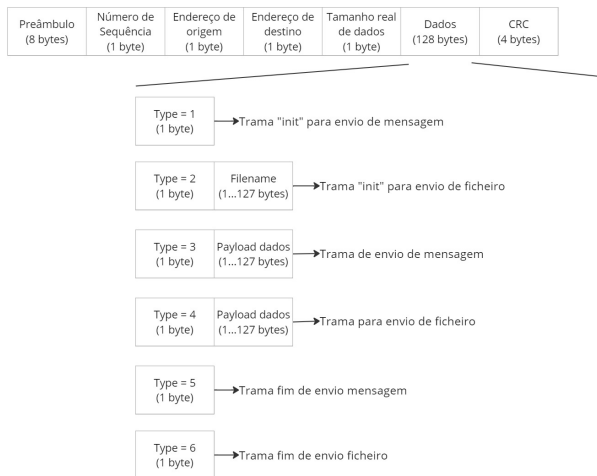 Preâmbulo
(8 bytes)
Número de
Sequência
(1 byte)
Endereço de
origem
(1 byte)
Endereço de
destino
(1 byte)
Tamanho real
de dados
(1 byte)
Dados
(128 bytes)
CRC
(4 bytes)
Type = 1
(1 byte)
Trama "init" para envio de mensagem
Type = 2
(1 byte)
Filename
(1...127 bytes)
Trama "init" para envio de ficheiro
Type = 3
(1 byte)
Payload dados
(1...127 bytes)
Trama de envio de mensagem
Type = 4
(1 byte)
Payload dados
(1...127 bytes)
Trama para envio de ficheiro
Type = 5
(1 byte)
Trama fim de envio mensagem
Type = 6
(1 byte)
Trama fim de envio ficheiro